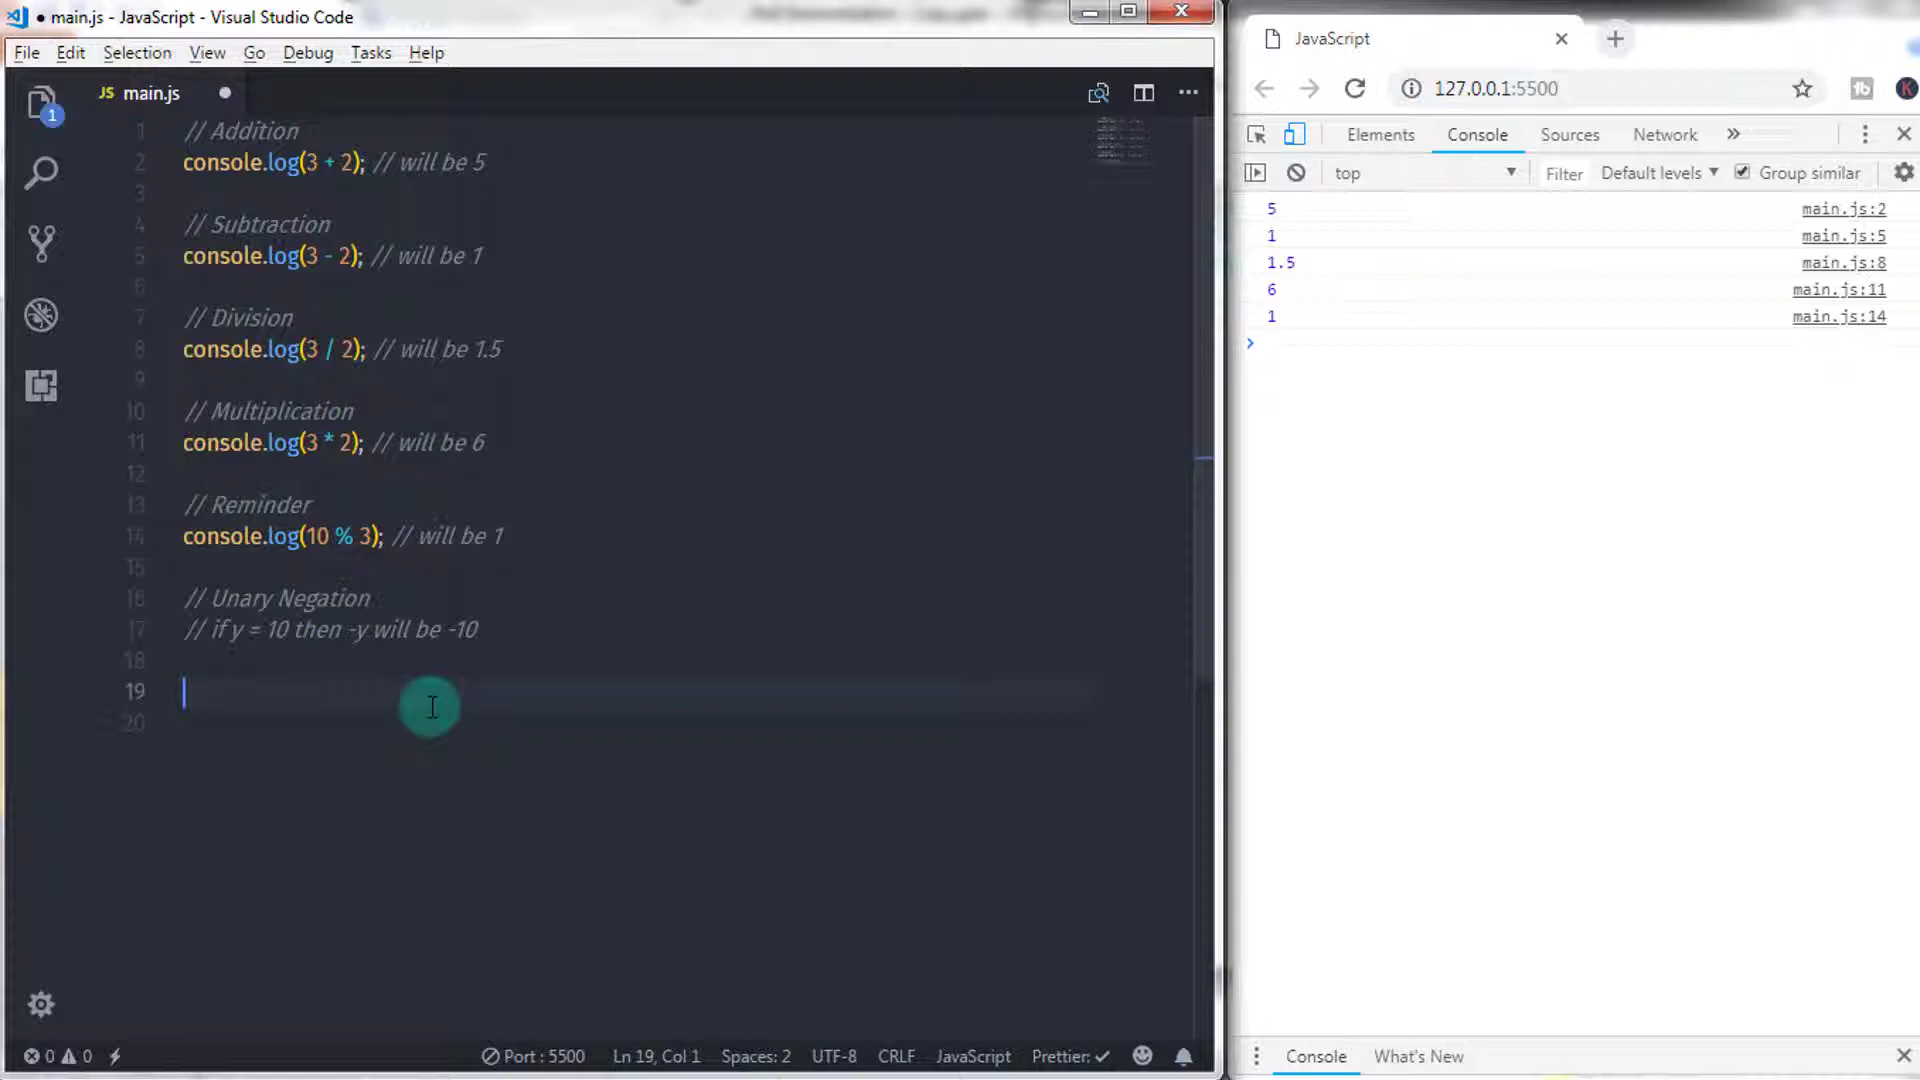 main.js - JavaScript - Visual Studio Code
File Edit Selection View Go Debug Tasks Help
1
JS main.js
1 // Addition
2 console.log(3 + 2); // will be 5
3
4 // Subtraction
5 console.log(3 - 2); // will be 1
6
7 // Division
8 console.log(3 / 2); // will be 1.5
9
10 // Multiplication
11 console.log(3 * 2); // will be 6
12
13 // Reminder
14 console.log(10 % 3); // will be 1
15
16 // Unary Negation
17 // if y = 10 then -y will be -10
18
19
20
0 0 Port : 5500 Ln 19, Col 1 Spaces: 2 UTF-8 CRLF JavaScript Prettier: ✓
JavaScript
127.0.0.1:5500
K
Elements Console Sources Network »
top Filter Default levels Group similar
5 main.js:2
1 main.js:5
1.5 main.js:8
6 main.js:11
1 main.js:14
Console What's New